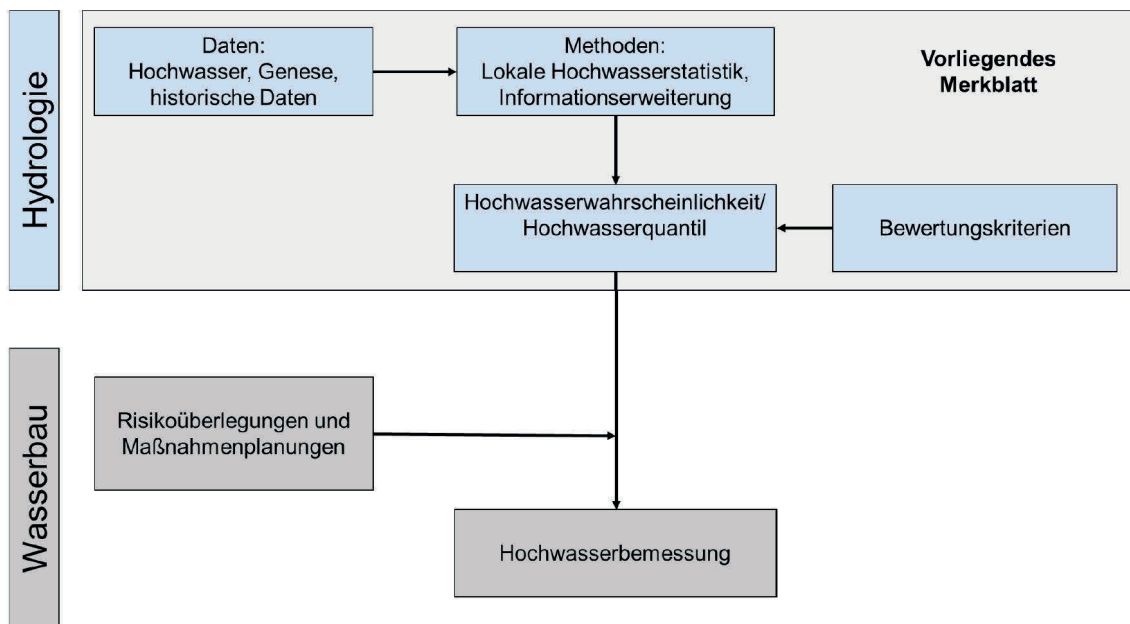 Hydrologie
Daten:
Hochwasser, Genese,
historische Daten
Methoden:
Lokale Hochwasserstatistik,
Informationserweiterung
Vorliegendes
Merkblatt
Hochwasserwahrscheinlichkeit/
Hochwasserquantil
Bewertungskriterien
Wasserbau
Risikoüberlegungen und
Maßnahmenplanungen
Hochwasserbemessung